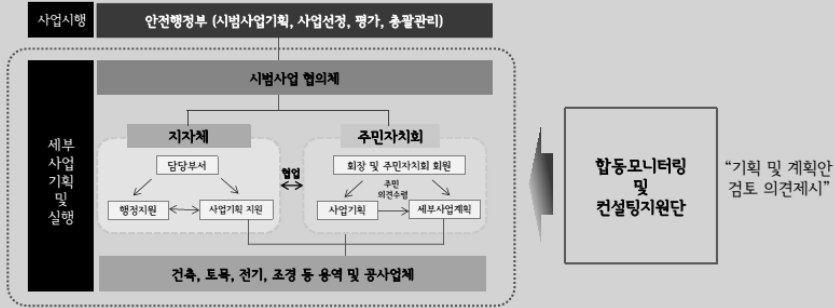 사업시행
안전행정부 (시범사업기획, 사업선정, 평가, 총괄관리)
시범사업 협의체
세부
사업
기획
및
실행
지자체
담당부서
행정지원
사업기획 지원
협업
주민자치회
회장 및 주민자치회 회원
주민
의견수렴
사업기획
세부사업계획
건축, 토목, 전기, 조경 등 용역 및 공사업체
합동모니터링
및
컨설팅지원단
“기획 및 계획안
검토 의견제시”